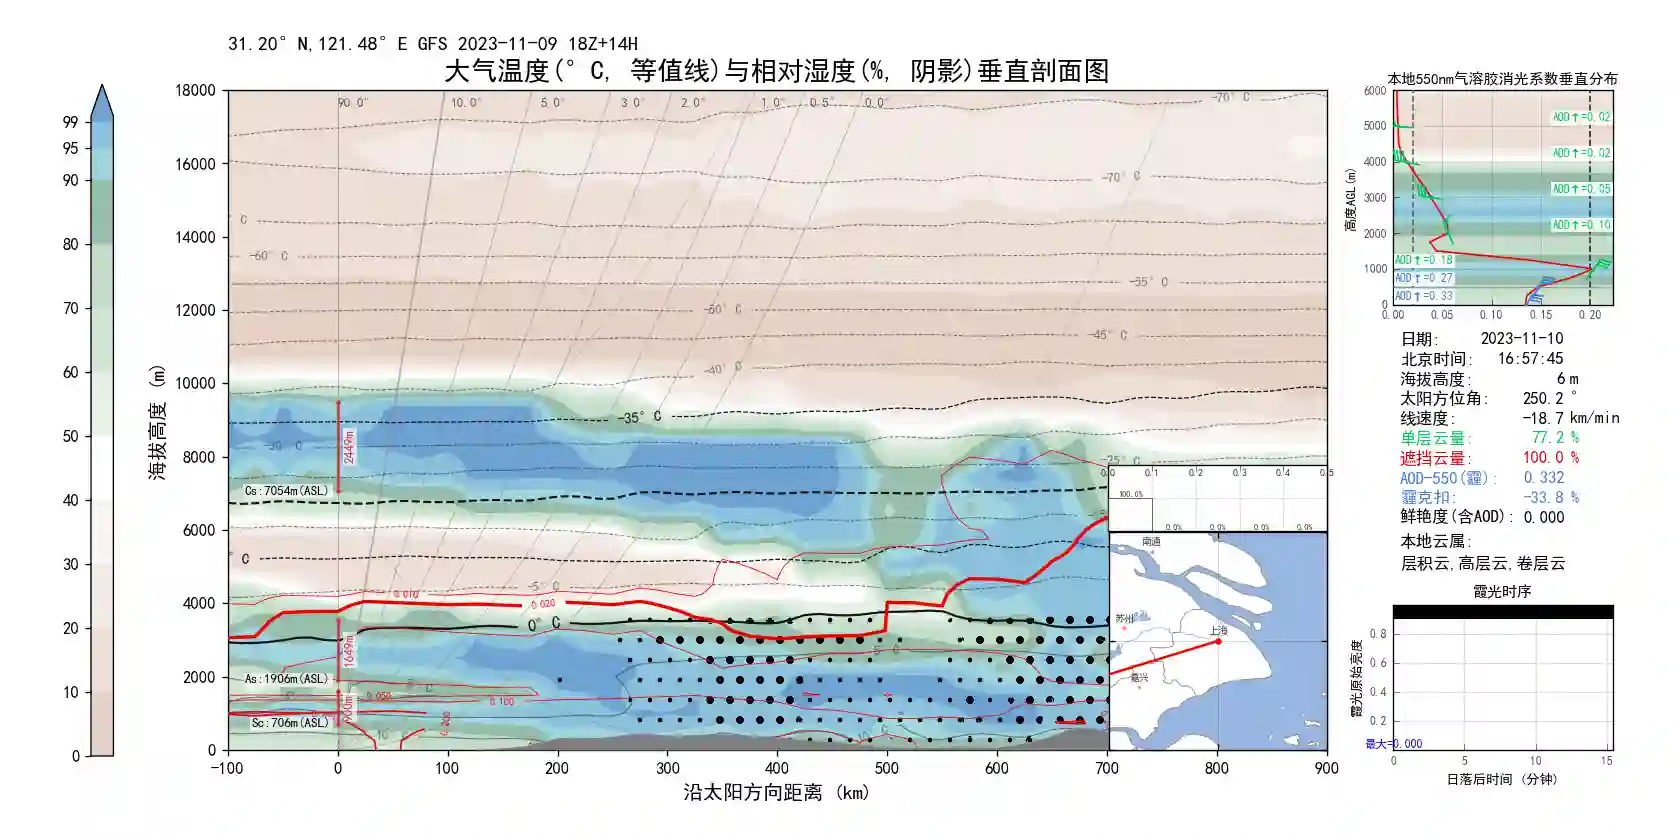 31.20°N,121.48°E GFS 2023-11-09 18Z+14H
大气温度(°C, 等值线)与相对湿度(%, 阴影)垂直剖面图
99
95
90
80
70
60
50
40
30
20
10
0
海拔高度 (m)
18000
16000
14000
12000
10000
8000
6000
4000
2000
0
90.0° 10.0° 5.0° 3.0° 2.0° 1.0° 0.5° 0.0°
-70°C
-70°C
C
-60°C
-55°C
-50°C
-45°C
-40°C
-35°C
-30°C
-25°C
2449m
Cs:7054m(ASL)
°C
-5°C
0.010
0.020
0°C
5°C
1649m
As:1906m(ASL)
5°C
0.050
0.100
900m
Sc:706m(ASL)
0.200
10°C
10°C
-100 0 100 200 300 400 500 600 700 800 900
沿太阳方向距离 (km)
0.0 0.1 0.2 0.3 0.4 0.5
100.0%
0.0% 0.0% 0.0% 0.0%
南通
苏州
上海
嘉兴
本地550nm气溶胶消光系数垂直分布
高度AGL(m)
6000
5000
4000
3000
2000
1000
0
AOD↑=0.02
AOD↑=0.02
AOD↑=0.05
AOD↑=0.10
AOD↑=0.18
AOD↑=0.27
AOD↑=0.33
0.00 0.05 0.10 0.15 0.20
日期: 2023-11-10
北京时间: 16:57:45
海拔高度: 6 m
太阳方位角: 250.2 °
线速度: -18.7 km/min
单层云量: 77.2 %
遮挡云量: 100.0 %
AOD-550(霾): 0.332
霾克扣: -33.8 %
鲜艳度(含AOD): 0.000
本地云属:
层积云,高层云,卷层云
霞光时序
霞光原始亮度
0.8
0.6
0.4
0.2
最大=0.000
0 5 10 15
日落后时间 (分钟)